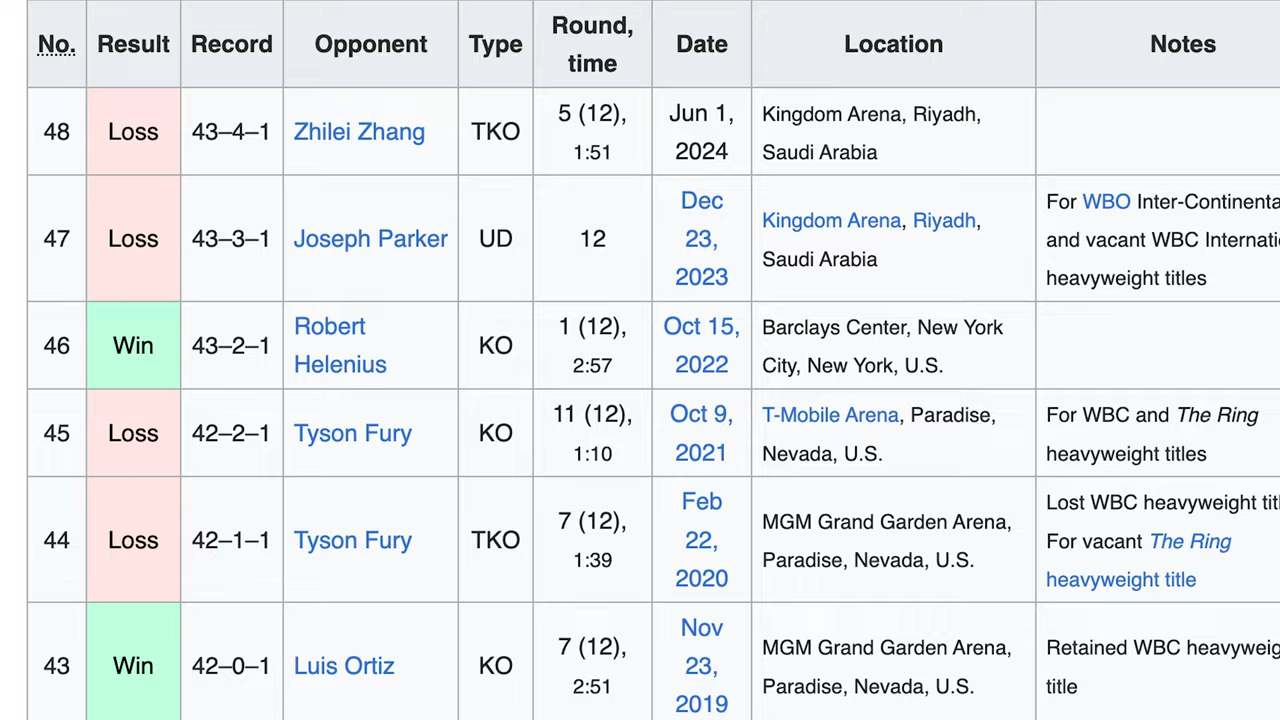 No. Result Record Opponent Type Round, time Date Location Notes
48 Loss 43–4–1 Zhilei Zhang TKO 5 (12), 1:51 Jun 1, 2024 Kingdom Arena, Riyadh, Saudi Arabia
47 Loss 43–3–1 Joseph Parker UD 12 Dec 23, 2023 Kingdom Arena, Riyadh, Saudi Arabia For WBO Inter-Continenta and vacant WBC Internati heavyweight titles
46 Win 43–2–1 Robert Helenius KO 1 (12), 2:57 Oct 15, 2022 Barclays Center, New York City, New York, U.S.
45 Loss 42–2–1 Tyson Fury KO 11 (12), 1:10 Oct 9, 2021 T-Mobile Arena, Paradise, Nevada, U.S. For WBC and The Ring heavyweight titles
44 Loss 42–1–1 Tyson Fury TKO 7 (12), 1:39 Feb 22, 2020 MGM Grand Garden Arena, Paradise, Nevada, U.S. Lost WBC heavyweight titl For vacant The Ring heavyweight title
43 Win 42–0–1 Luis Ortiz KO 7 (12), 2:51 Nov 23, 2019 MGM Grand Garden Arena, Paradise, Nevada, U.S. Retained WBC heavyweig title